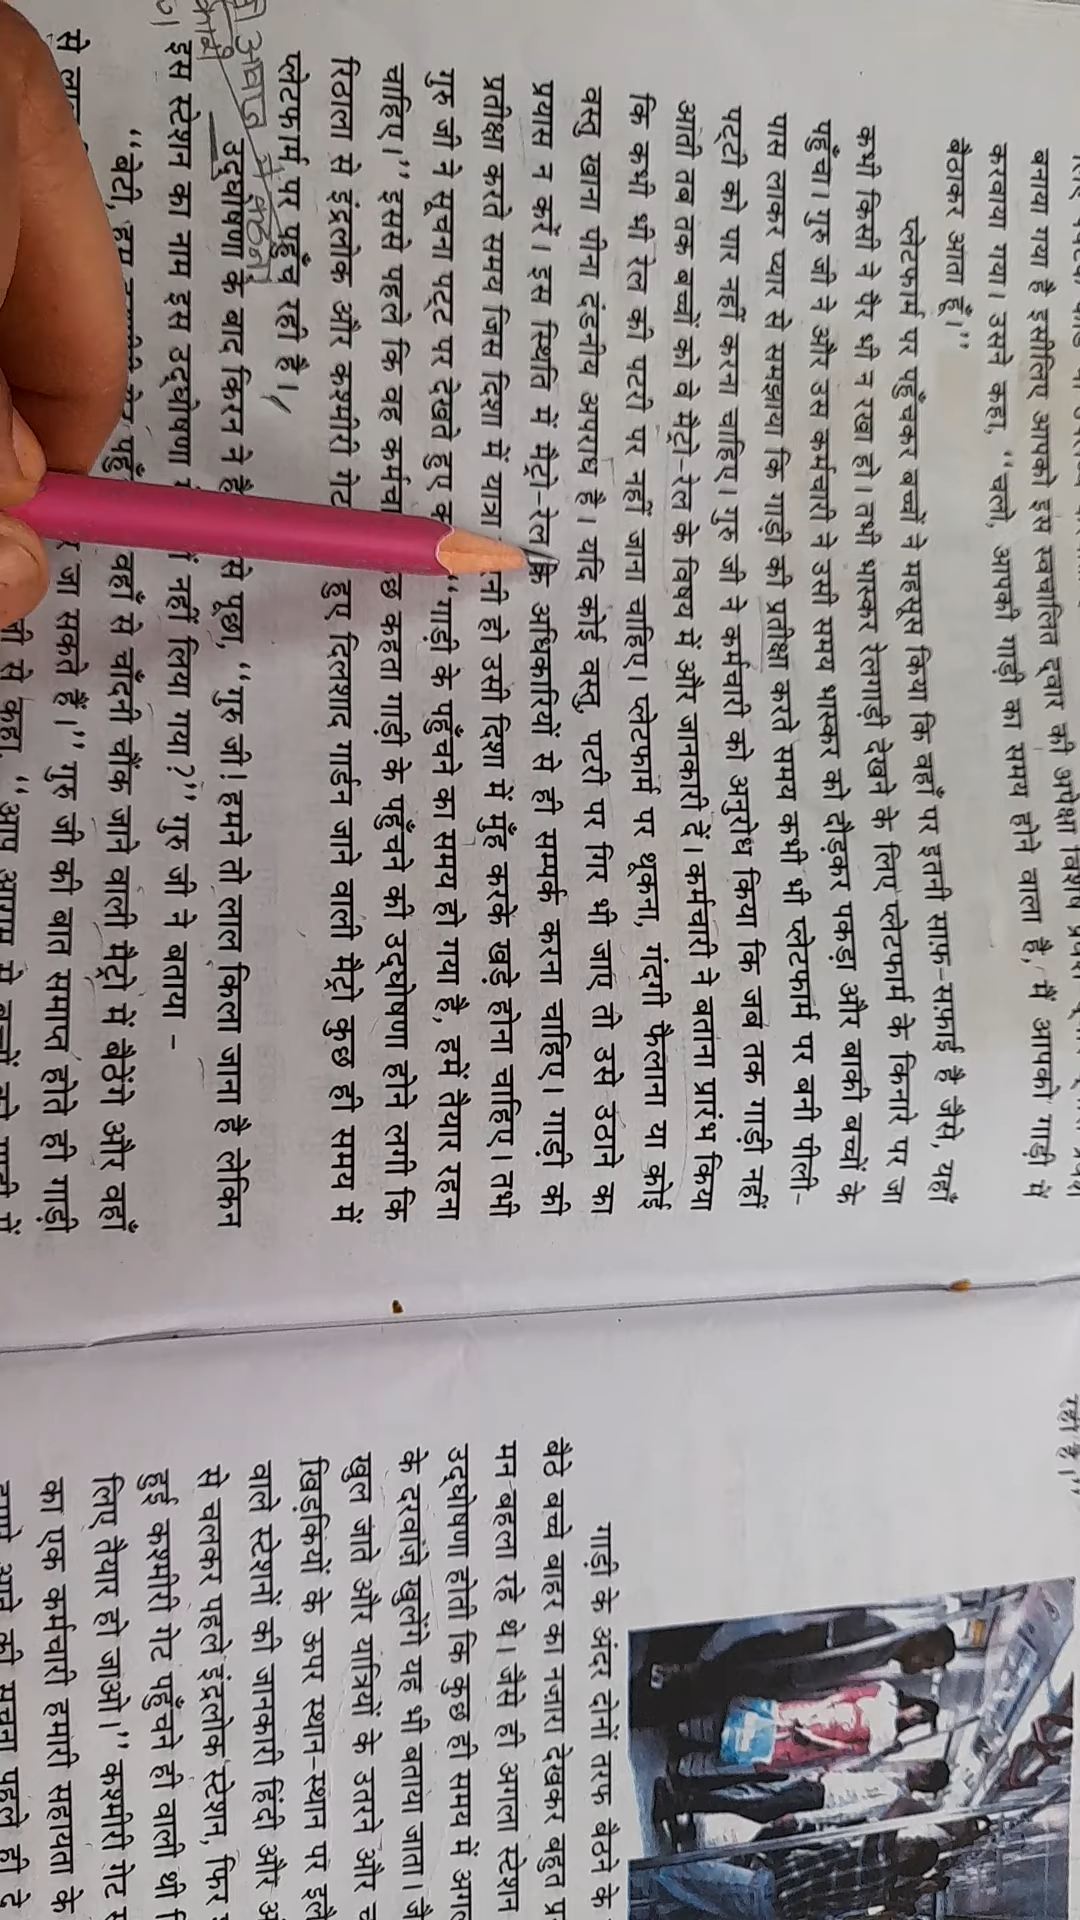 बनाया गया है इसीलिए आपको इस स्वचालित द्वार की अपेक्षा विशेष
करवाया गया। उसने कहा, “चलो, आपकी गाड़ी का समय होने वाला है, मैं आपको गाड़ी में
बैठाकर आता हूँ।”
प्लेटफार्म पर पहुँचकर बच्चों ने महसूस किया कि वहाँ पर इतनी साफ़-सफ़ाई है जैसे, यहाँ
कभी किसी ने पैर भी न रखा हो। तभी भास्कर रेलगाड़ी देखने के लिए प्लेटफार्म के किनारे पर जा
पहुँचा। गुरु जी ने और उस कर्मचारी ने उसी समय भास्कर को दौड़कर पकड़ा और बाकी बच्चों के
पास लाकर प्यार से समझाया कि गाड़ी की प्रतीक्षा करते समय कभी भी प्लेटफार्म पर बनी पीली-
पट्टी को पार नहीं करना चाहिए। गुरु जी ने कर्मचारी को अनुरोध किया कि जब तक गाड़ी नहीं
आती तब तक बच्चों को वे मैट्रो-रेल के विषय में और जानकारी दें। कर्मचारी ने बताना प्रारंभ किया
कि कभी भी रेल की पटरी पर नहीं जाना चाहिए। प्लेटफार्म पर थूकना, गंदगी फैलाना या कोई
वस्तु खाना पीना दंडनीय अपराध है। यदि कोई वस्तु, पटरी पर गिर भी जाए तो उसे उठाने का
प्रयास न करें। इस स्थिति में मैट्रो-रेल के अधिकारियों से ही सम्पर्क करना चाहिए। गाड़ी की
प्रतीक्षा करते समय जिस दिशा में यात्रा हो उसी दिशा में मुँह करके खड़े होना चाहिए। तभी
गुरु जी ने सूचना पट्ट पर देखते हुए “गाड़ी के पहुँचने का समय हो गया है, हमें तैयार रहना
चाहिए।” इससे पहले कि वह कर्मचा कहता गाड़ी के पहुँचने की उद्घोषणा होने लगी कि
रिठाला से इंद्रलोक और कश्मीरी गेट हुए दिलशाद गार्डन जाने वाली मैट्रो कुछ ही समय में
प्लेटफार्म पर पहुँच रही है।
उद्घोषणा के बाद किरन ने से पूछा, “गुरु जी! हमने तो लाल किला जाना है लेकिन
इस स्टेशन का नाम इस उद्घोषणा नहीं लिया गया?” गुरु जी ने बताया –
“बेटी, हम वहाँ से चाँदनी चौंक जाने वाली मैट्रो में बैठेंगे और वहाँ
से जा सकते हैं।” गुरु जी की बात समाप्त होते ही गाड़ी
से कहा, “आप आराम से
रही है।”
गाड़ी के अंदर दोनों तरफ बैठने के
बैठे बच्चे बाहर का नज़ारा देखकर बहुत
मन बहला रहे थे। जैसे ही अगला स्टेशन
उद्घोषणा होती कि कुछ ही समय में
के दरवाज़े खुलेंगे यह भी बताया जाता।
खुल जाते और यात्रियों के उतरने और
खिड़कियों के ऊपर स्थान-स्थान पर
वाले स्टेशनों की जानकारी हिंदी और
से चलकर पहले इंद्रलोक स्टेशन, फिर
हुई कश्मीरी गेट पहुँचने ही वाली थी
लिए तैयार हो जाओ।” कश्मीरी गेट
का एक कर्मचारी हमारी सहायता के
आने की सूचना पहले ही दे